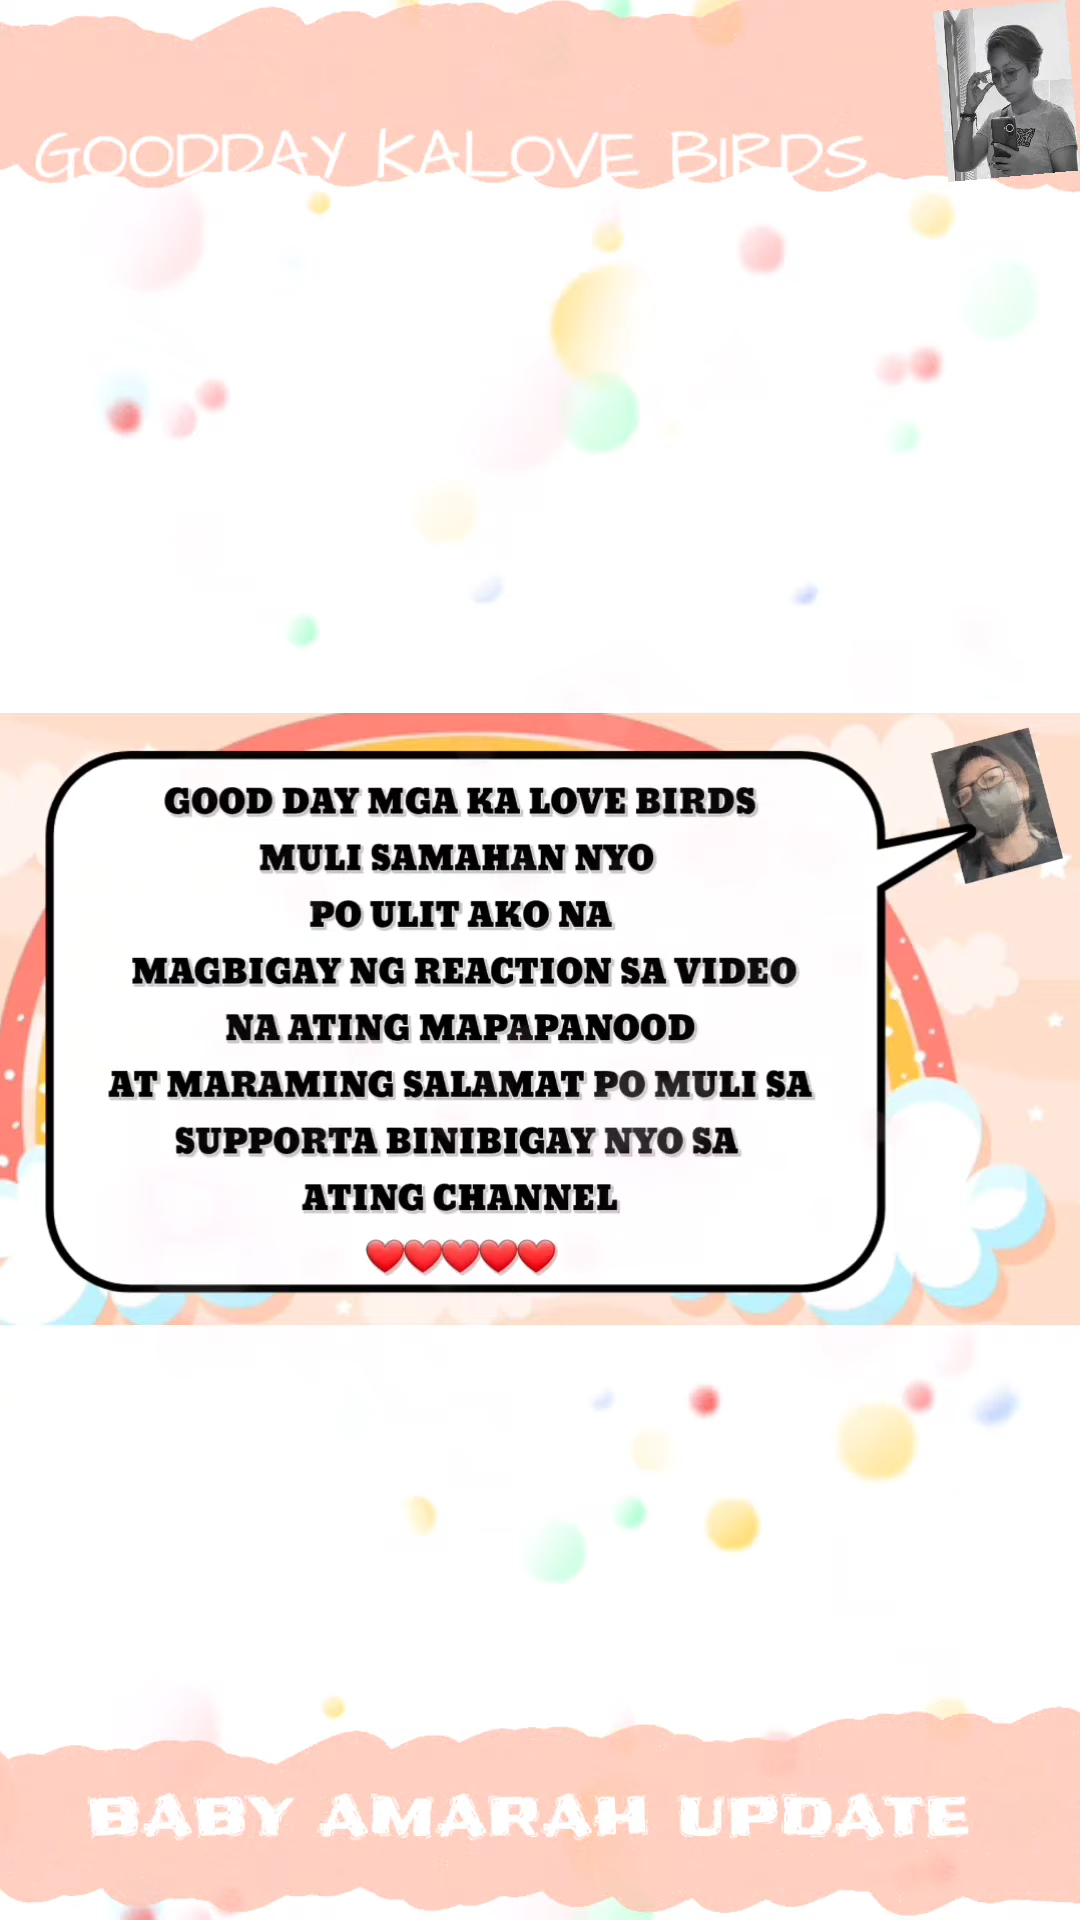 GOODDAY KALOVE BIRDS
GOOD DAY MGA KA LOVE BIRDS
MULI SAMAHAN NYO
PO ULIT AKO NA
MAGBIGAY NG REACTION SA VIDEO
NA ATING MAPAPANOOD
AT MARAMING SALAMAT PO MULI SA
SUPPORTA BINIBIGAY NYO SA
ATING CHANNEL
❤❤❤❤❤
BABY AMARAH UPDATE